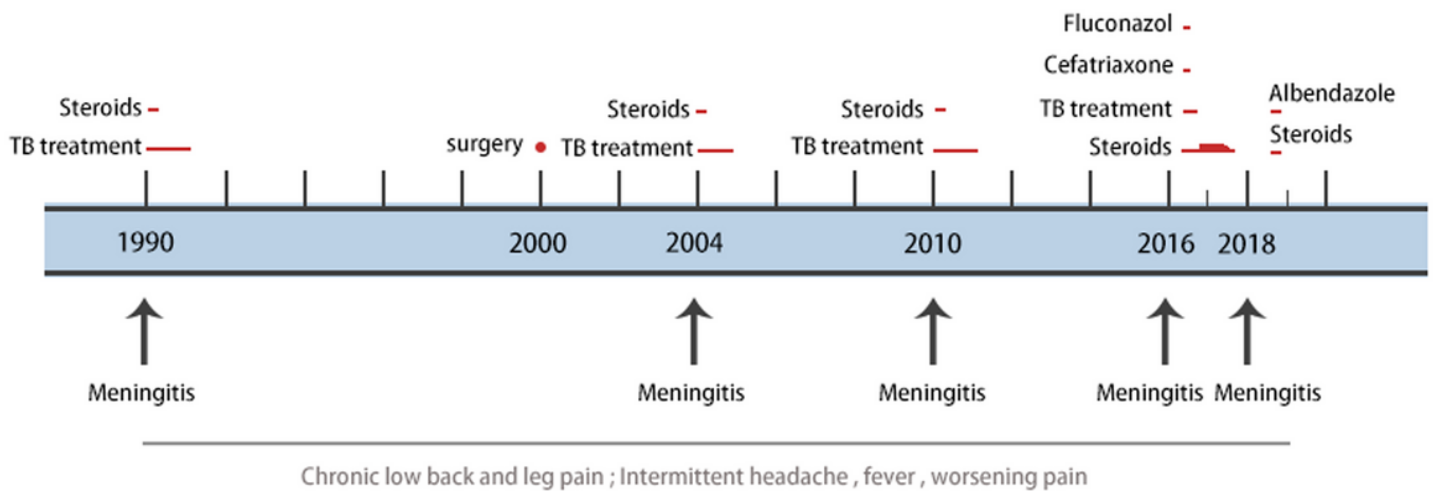 Fluconazol
Cefatriaxone
Steroids
Steroids
Steroids
TB treatment
Albendazole
TB treatment
surgery
TB treatment
TB treatment
Steroids
Steroids
1990
2000
2004
2010
2016
2018
Meningitis
Meningitis
Meningitis
Meningitis
Meningitis
Chronic low back and leg pain ; Intermittent headache , fever , worsening pain